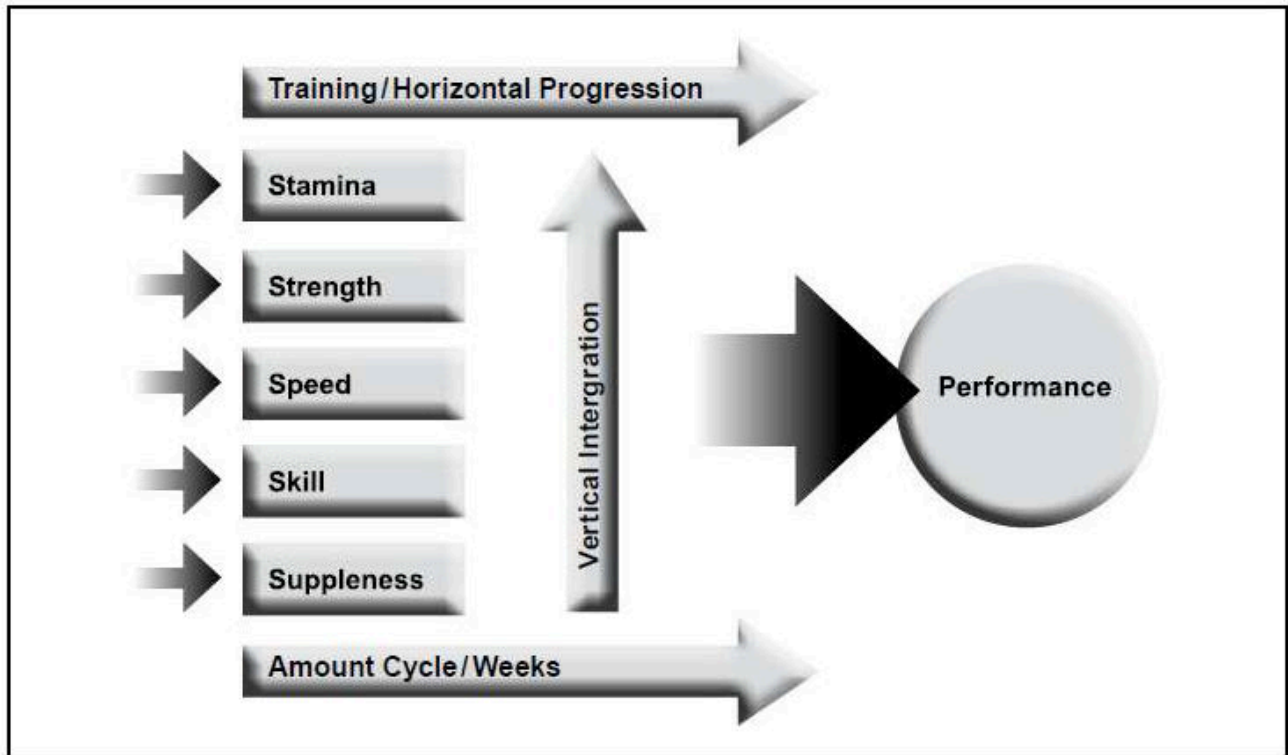 Training/Horizontal Progression
Stamina
Strength
Speed
Skill
Suppleness
Vertical Intergration
Performance
Amount Cycle/Weeks